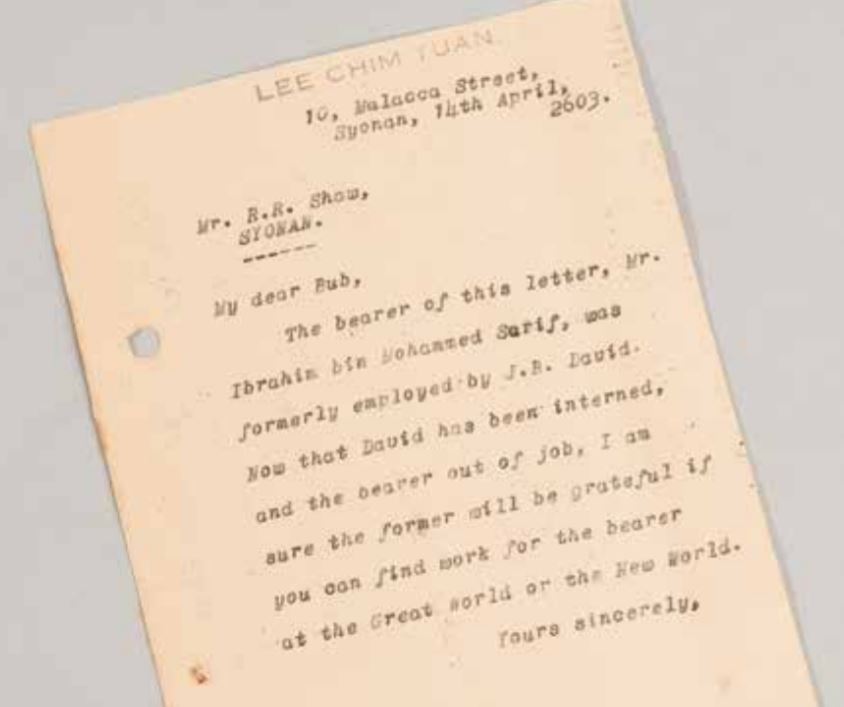 LEE CHIM TUAN.
10, Malacca Street,
Syonan, 14th April,
2603.
Mr. R.R. Shaw,
SYONAN.
------
My dear Bub,
The bearer of this letter, Mr.
Ibrahim bin Mohammed Sarif, was
formerly employed by J.B. David.
Now that David has been interned,
and the bearer out of job, I am
sure the former will be grateful if
you can find work for the bearer
at the Great World or the New World.
Yours sincerely,